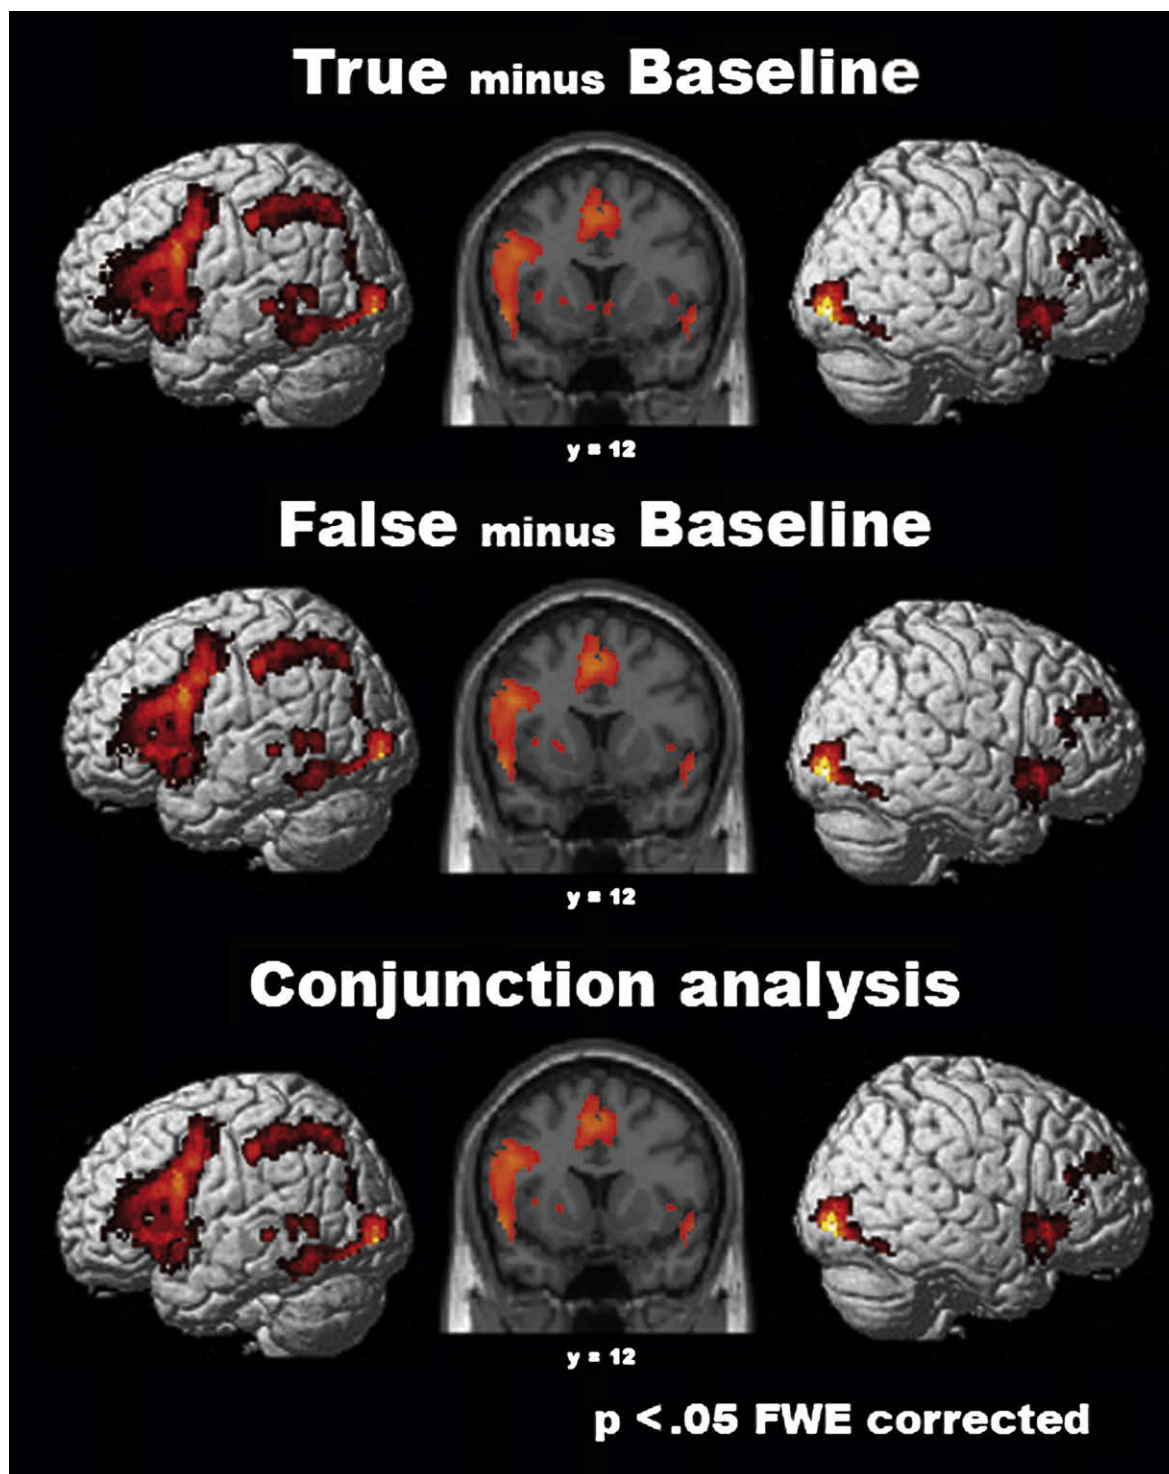 True minus Baseline
y = 12
False minus Baseline
y = 12
Conjunction analysis
y = 12
p < .05 FWE corrected